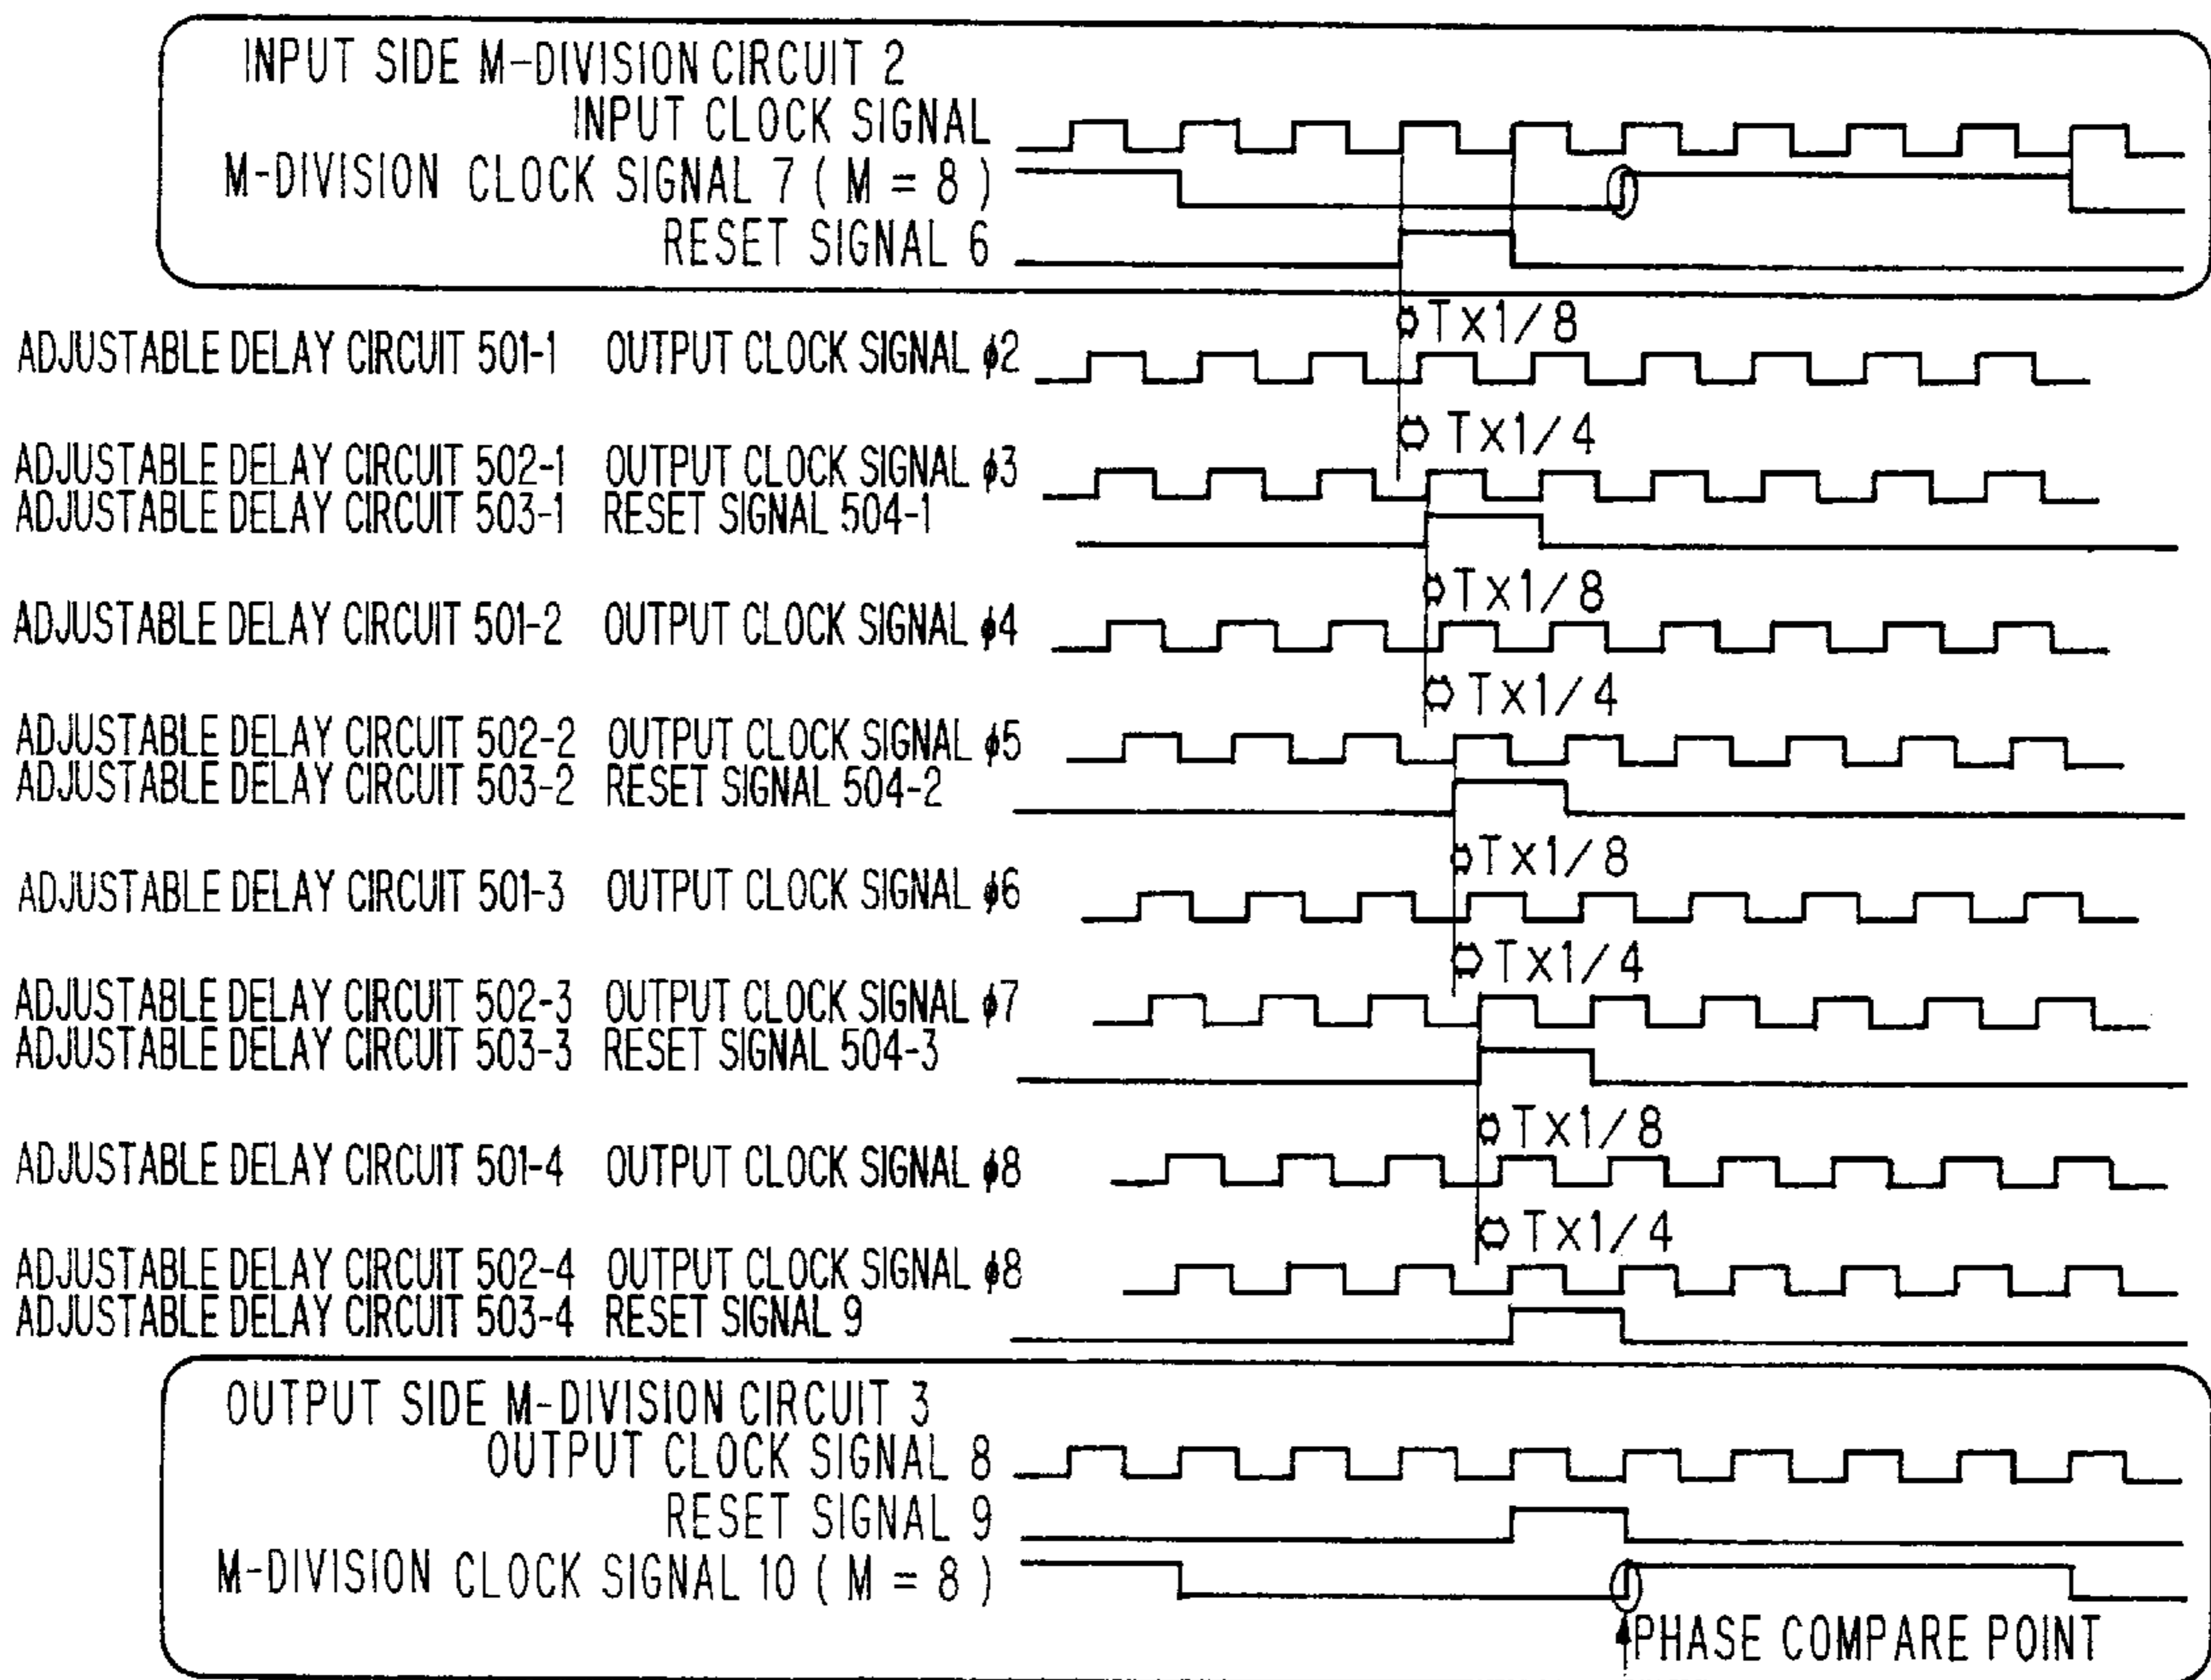 INPUT SIDE M-DIVISION CIRCUIT 2
INPUT CLOCK SIGNAL
M-DIVISION CLOCK SIGNAL 7 ( M = 8 )
RESET SIGNAL 6
Tx1/8
ADJUSTABLE DELAY CIRCUIT 501-1 OUTPUT CLOCK SIGNAL ϕ2
Tx1/4
ADJUSTABLE DELAY CIRCUIT 502-1 OUTPUT CLOCK SIGNAL ϕ3
ADJUSTABLE DELAY CIRCUIT 503-1 RESET SIGNAL 504-1
Tx1/8
ADJUSTABLE DELAY CIRCUIT 501-2 OUTPUT CLOCK SIGNAL ϕ4
Tx1/4
ADJUSTABLE DELAY CIRCUIT 502-2 OUTPUT CLOCK SIGNAL ϕ5
ADJUSTABLE DELAY CIRCUIT 503-2 RESET SIGNAL 504-2
Tx1/8
ADJUSTABLE DELAY CIRCUIT 501-3 OUTPUT CLOCK SIGNAL ϕ6
Tx1/4
ADJUSTABLE DELAY CIRCUIT 502-3 OUTPUT CLOCK SIGNAL ϕ7
ADJUSTABLE DELAY CIRCUIT 503-3 RESET SIGNAL 504-3
Tx1/8
ADJUSTABLE DELAY CIRCUIT 501-4 OUTPUT CLOCK SIGNAL ϕ8
Tx1/4
ADJUSTABLE DELAY CIRCUIT 502-4 OUTPUT CLOCK SIGNAL ϕ8
ADJUSTABLE DELAY CIRCUIT 503-4 RESET SIGNAL 9
OUTPUT SIDE M-DIVISION CIRCUIT 3
OUTPUT CLOCK SIGNAL 8
RESET SIGNAL 9
M-DIVISION CLOCK SIGNAL 10 ( M = 8 )
PHASE COMPARE POINT